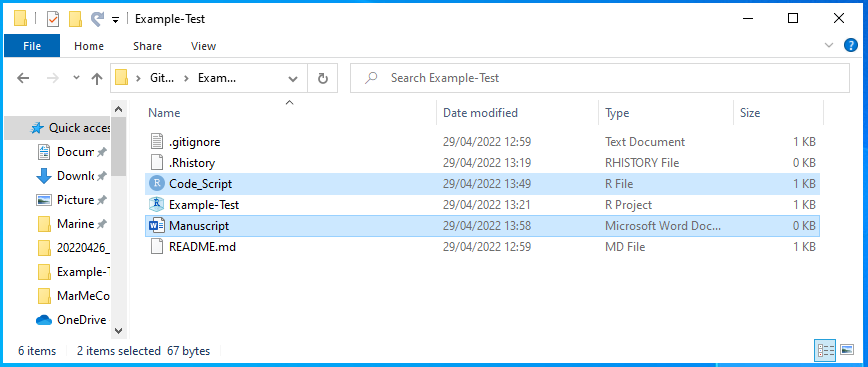 Example-Test
File Home Share View
Git... Exam... Search Example-Test
Name Date modified Type Size
Quick acces
Docum
Downlo
Picture
Marine
20220426_
Example-T
MarMeCo
OneDrive
.gitignore 29/04/2022 12:59 Text Document 1 KB
.Rhistory 29/04/2022 13:19 RHISTORY File 0 KB
Code_Script 29/04/2022 13:49 R File 1 KB
Example-Test 29/04/2022 13:21 R Project 1 KB
Manuscript 29/04/2022 13:58 Microsoft Word Doc... 0 KB
README.md 29/04/2022 12:59 MD File 1 KB
6 items 2 items selected 67 bytes